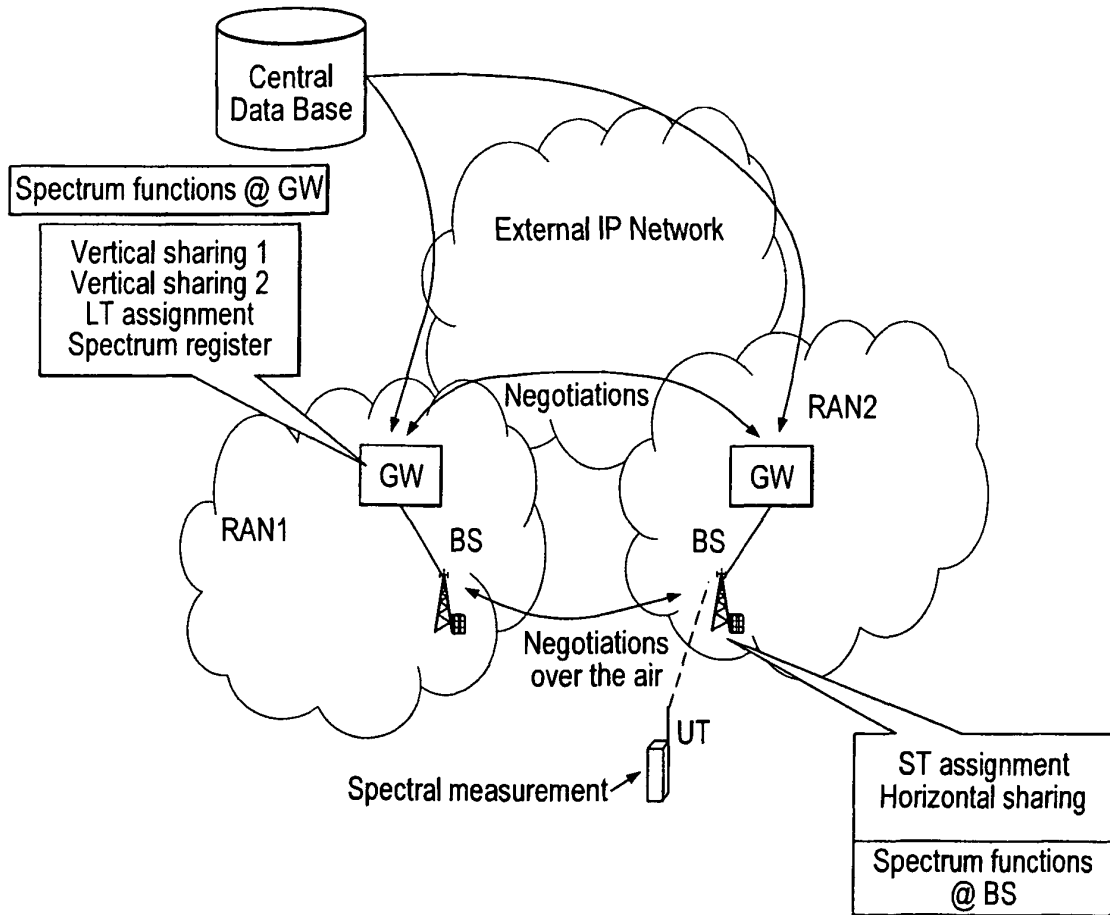 Central
Data Base
Spectrum functions @ GW
Vertical sharing 1
Vertical sharing 2
LT assignment
Spectrum register
External IP Network
Negotiations
RAN2
GW
GW
RAN1
BS
BS
Negotiations
over the air
UT
Spectral measurement
ST assignment
Horizontal sharing
Spectrum functions
@ BS